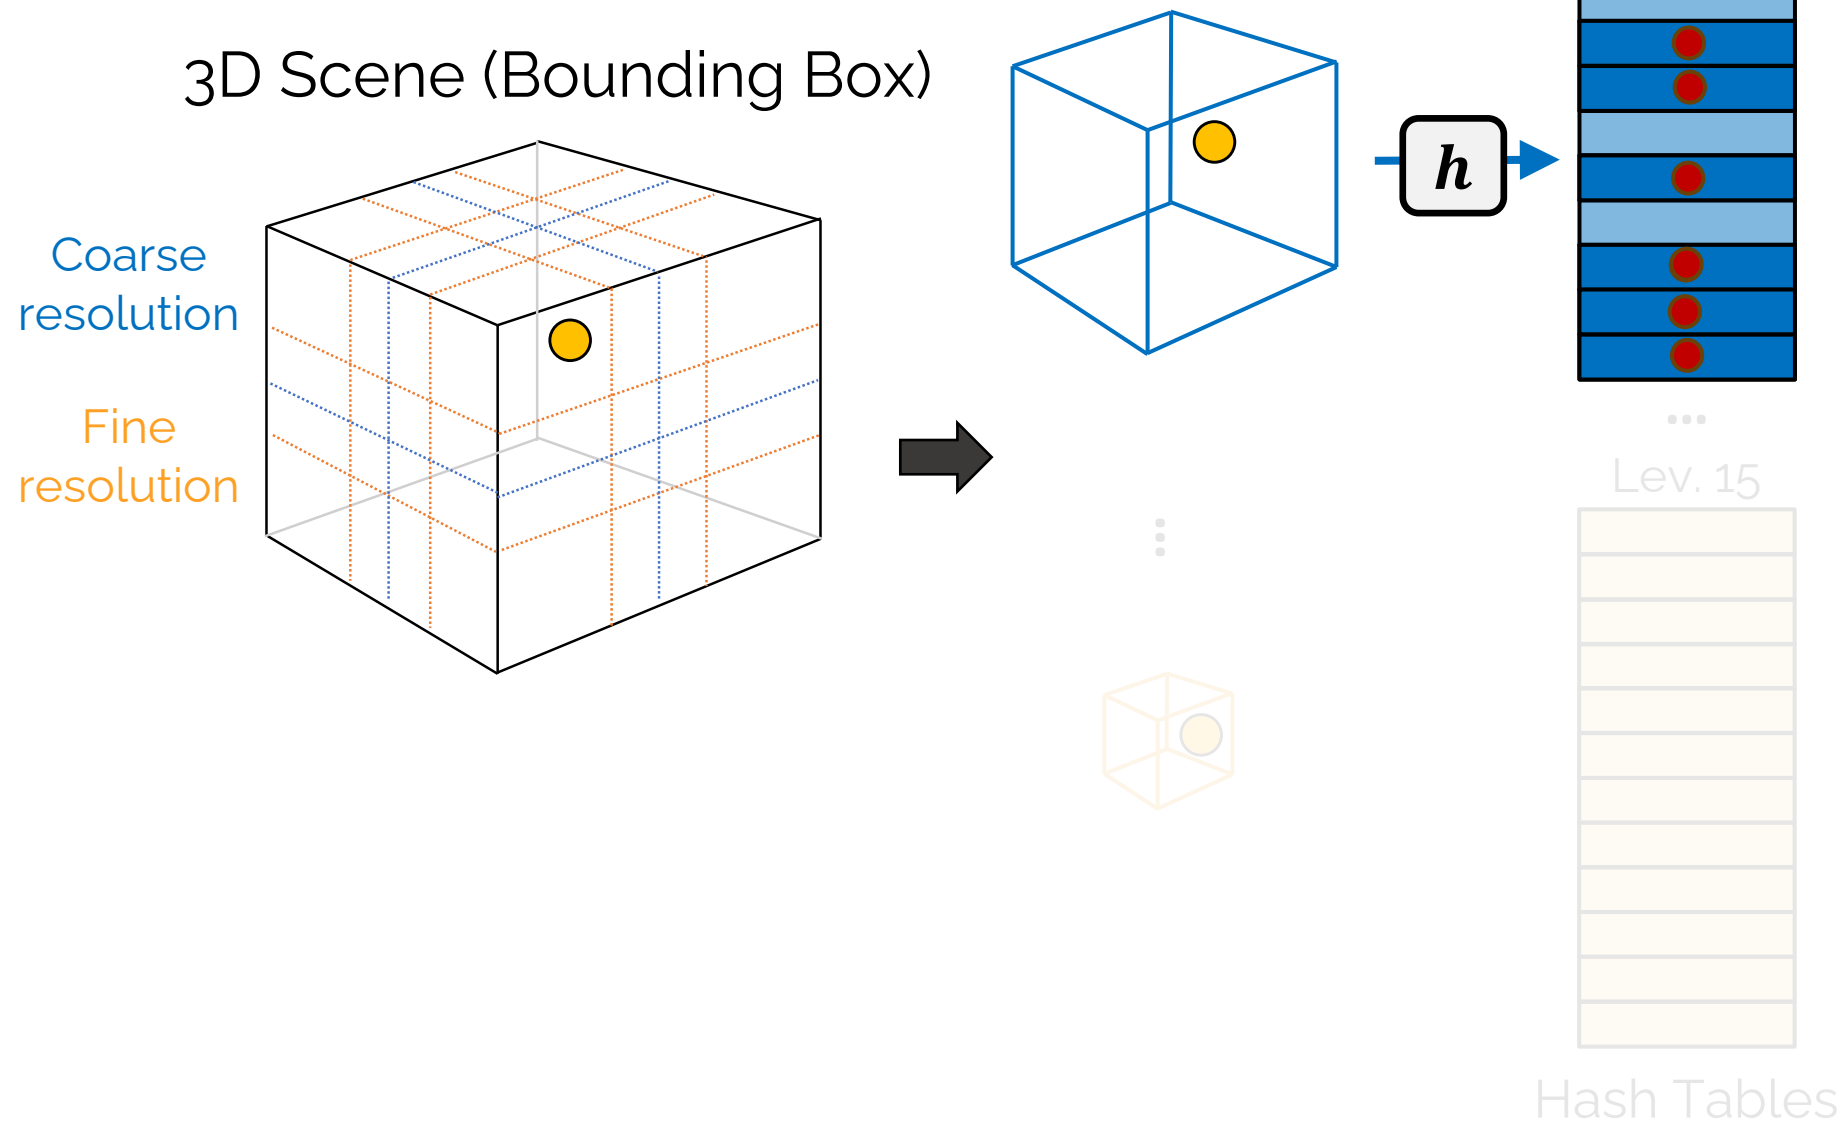 3D Scene (Bounding Box)
Coarse
resolution
Fine
resolution
h
...
Lev. 15
Hash Tables